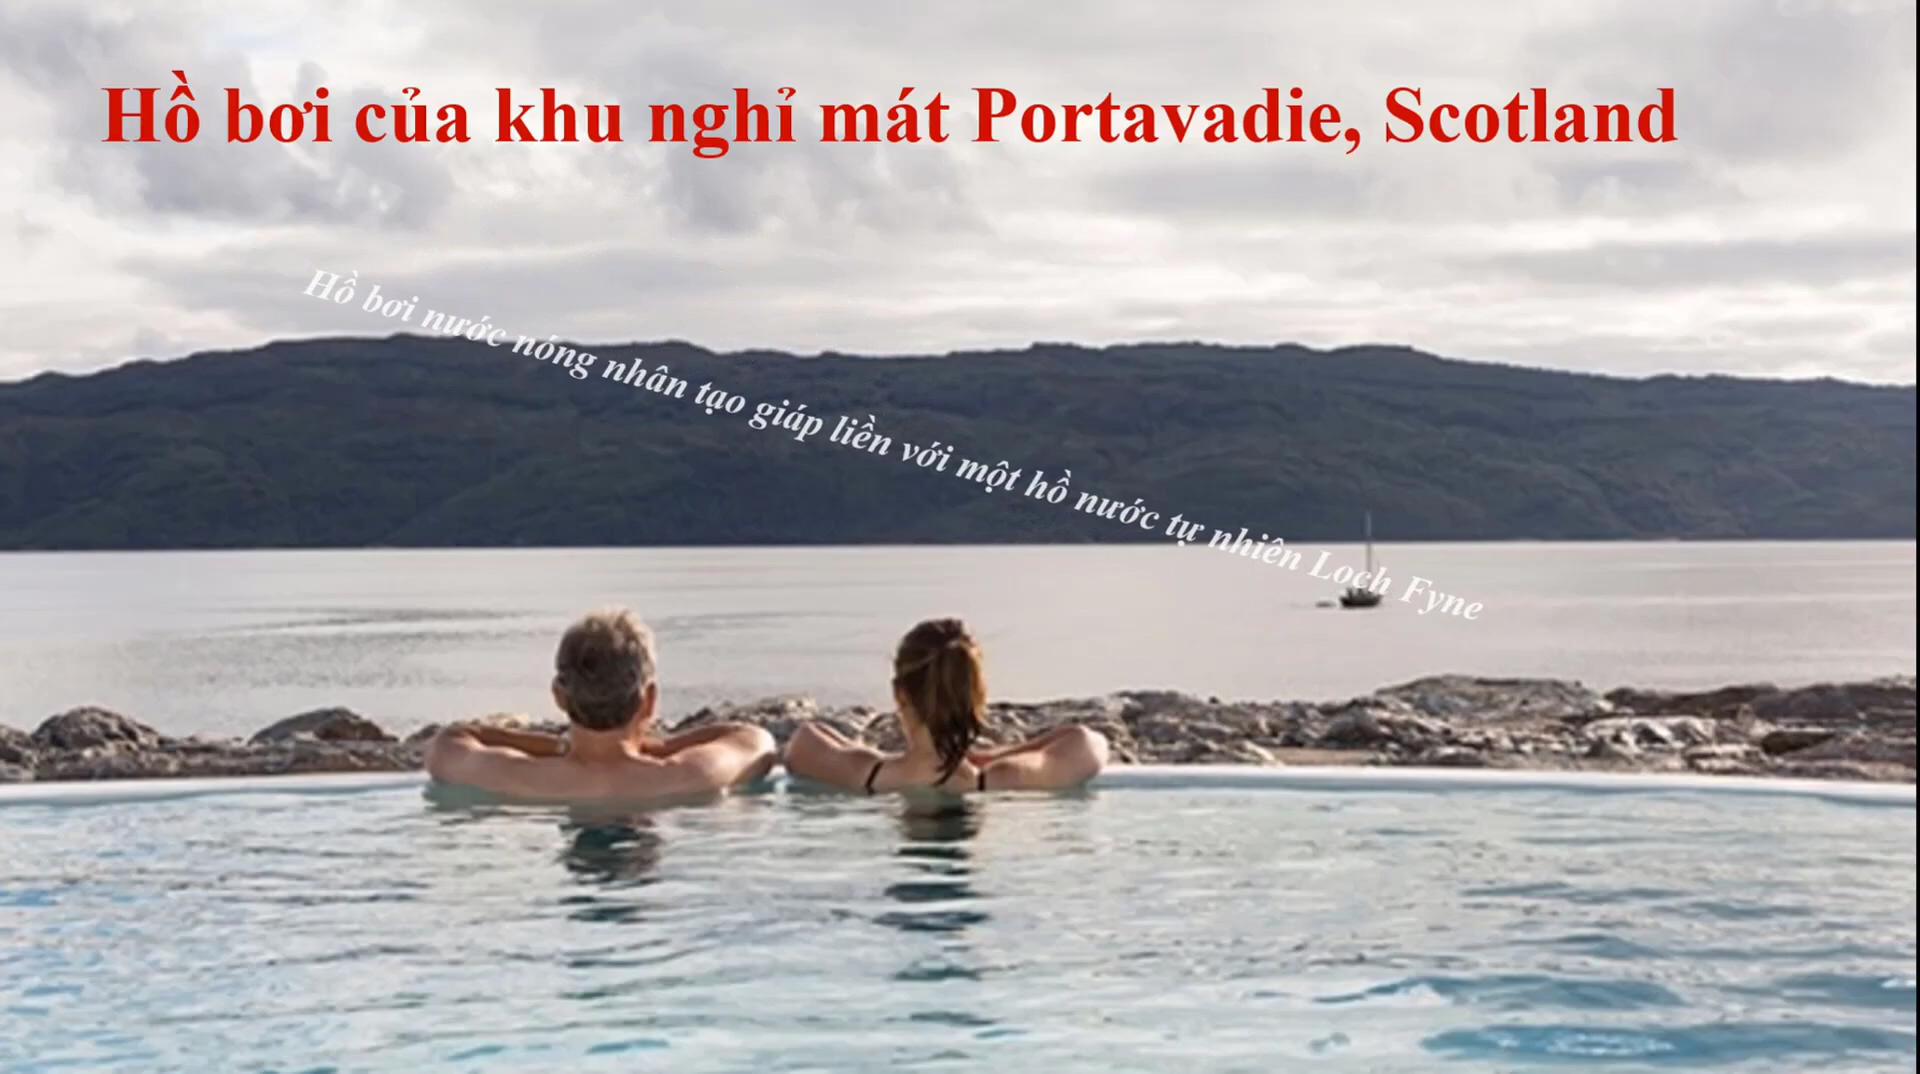 Hồ bơi của khu nghỉ mát Portavadie, Scotland
Hồ bơi nước nóng nhân tạo giáp liền với một hồ nước tự nhiên Loch Fyne